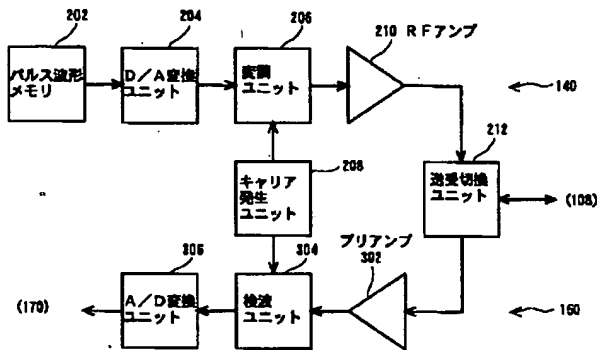 202
204
206
210 RFアンプ
パルス波形
メモリ
D/A変換
ユニット
変調
ユニット
140
212
キャリア
発生
ユニット
208
送受切換
ユニット
(108)
306
304
プリアンプ
302
(170)
A/D変換
ユニット
検波
ユニット
160